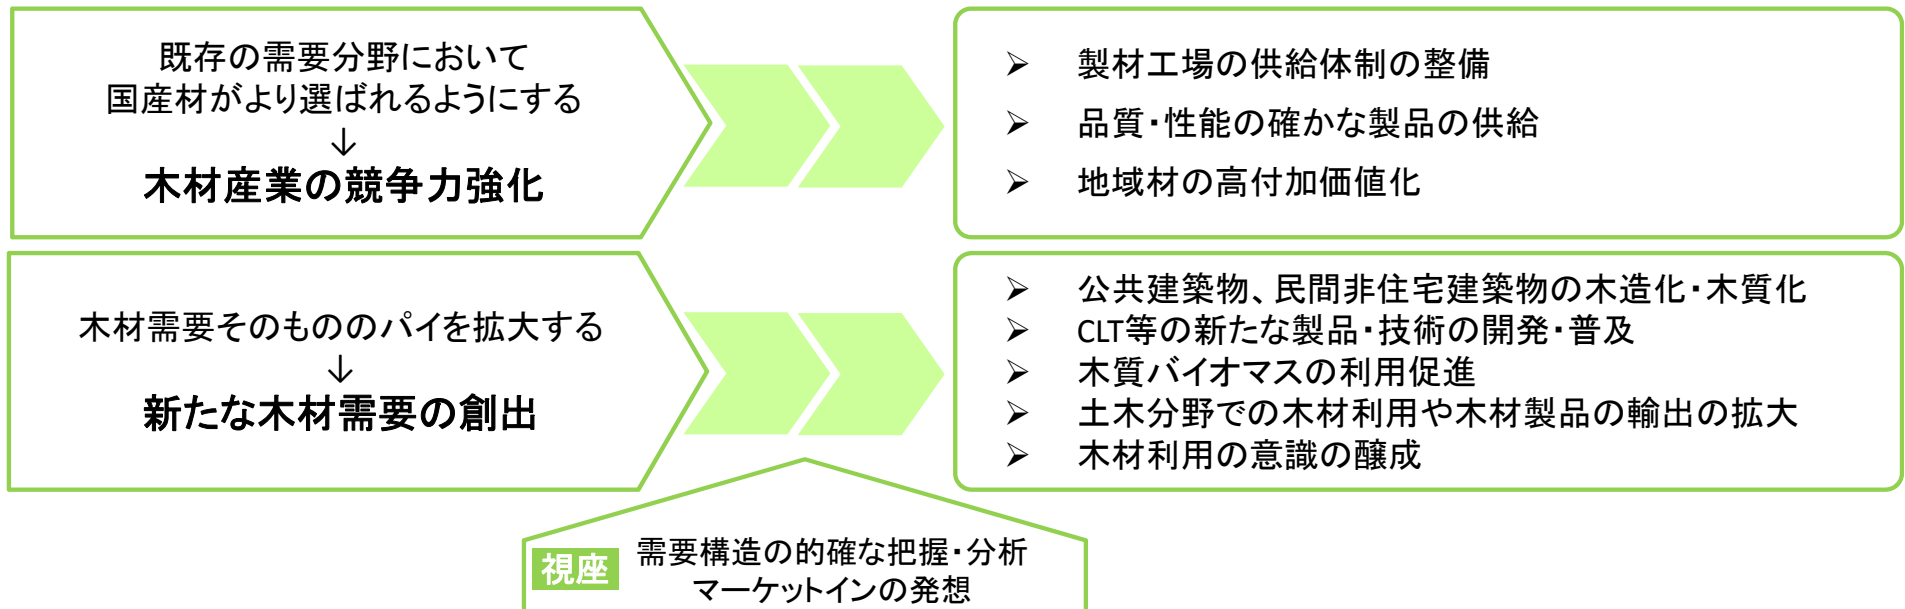 既存の需要分野において
国産材がより選ばれるようにする
↓
木材産業の競争力強化
➢ 製材工場の供給体制の整備
➢ 品質・性能の確かな製品の供給
➢ 地域材の高付加価値化
木材需要そのもののパイを拡大する
↓
新たな木材需要の創出
➢ 公共建築物、民間非住宅建築物の木造化・木質化
➢ CLT等の新たな製品・技術の開発・普及
➢ 木質バイオマスの利用促進
➢ 土木分野での木材利用や木材製品の輸出の拡大
➢ 木材利用の意識の醸成
視座
需要構造の的確な把握・分析
マーケットインの発想